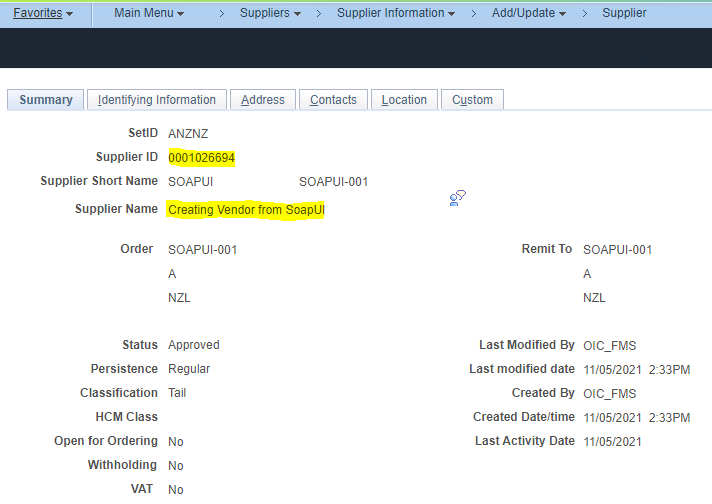 Favorites Main Menu > Suppliers > Supplier Information > Add/Update > Supplier
Summary Identifying Information Address Contacts Location Custom
SetID ANZNZ
Supplier ID 0001026694
Supplier Short Name SOAPUI SOAPUI-001
Supplier Name Creating Vendor from SoapUI
Order SOAPUI-001 Remit To SOAPUI-001
A A
NZL NZL
Status Approved Last Modified By OIC_FMS
Persistence Regular Last modified date 11/05/2021 2:33PM
Classification Tail Created By OIC_FMS
HCM Class Created Date/time 11/05/2021 2:33PM
Open for Ordering No Last Activity Date 11/05/2021
Withholding No
VAT No